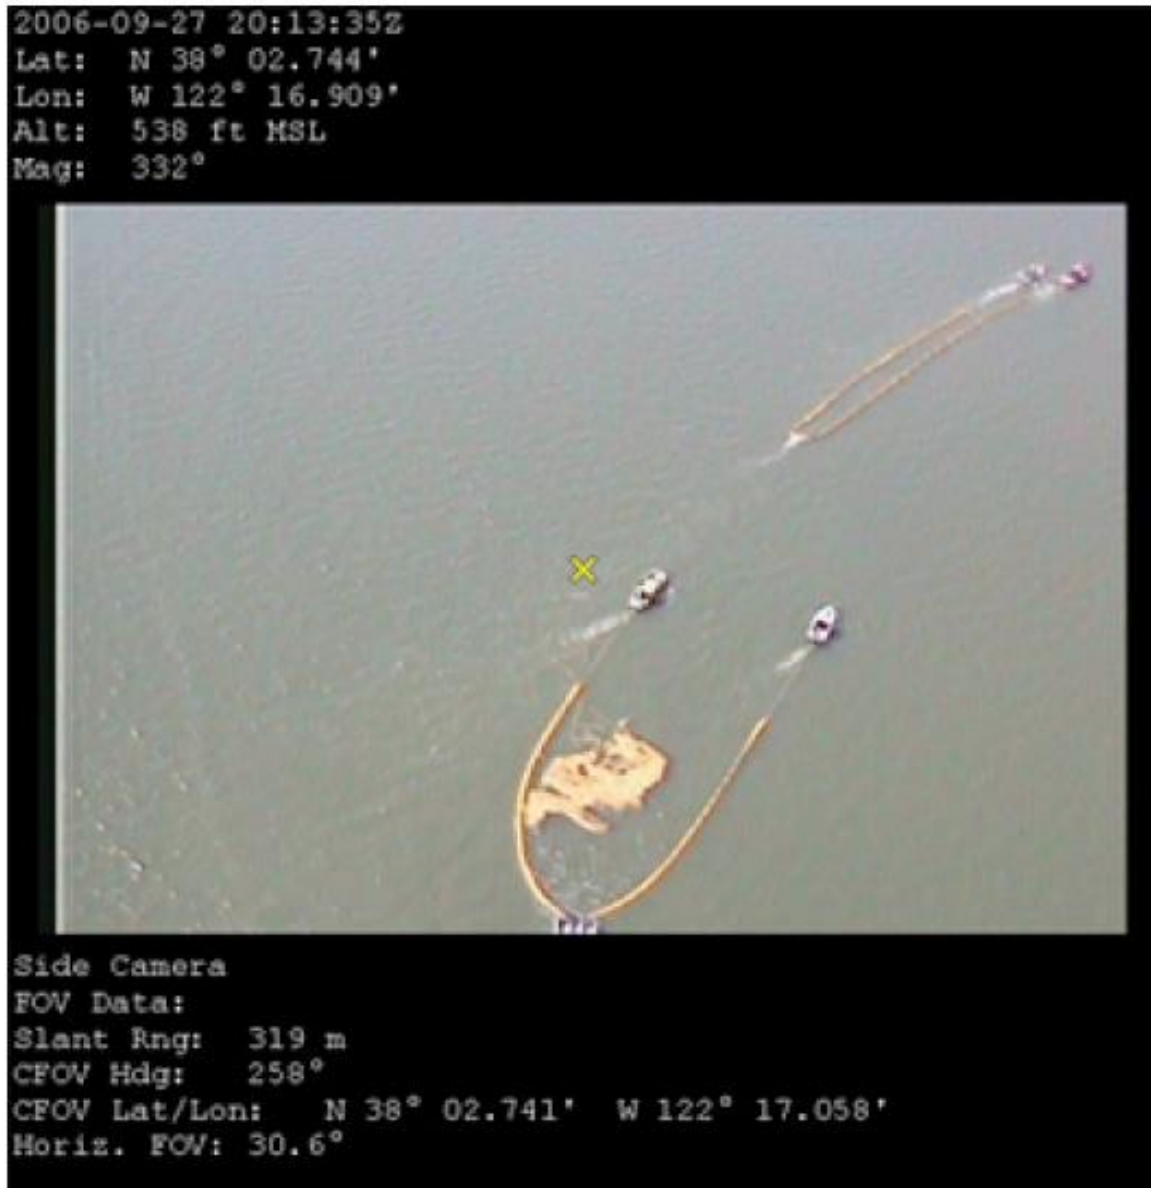 2006-09-27 20:13:35Z
Lat: N 38° 02.744'
Lon: W 122° 16.909'
Alt: 538 ft MSL
Mag: 332°
Side Camera
FOV Data:
Slant Rng: 319 m
CFOV Hdg: 258°
CFOV Lat/Lon: N 38° 02.741' W 122° 17.058'
Horiz. FOV: 30.6°